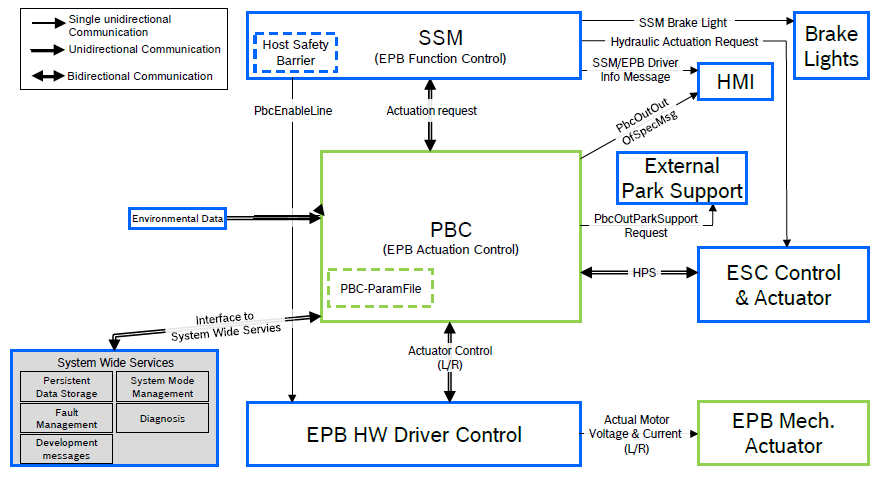 Single unidirectional
Communication
Unidirectional Communication
Bidirectional Communication
Host Safety
Barrier
SSM
(EPB Function Control)
SSM Brake Light
Hydraulic Actuation Request
SSM/EPB Driver
Info Message
Brake
Lights
HMI
PbcEnableLine
Actuation request
PbcOutOut
OfSpecMsg
External
Park Support
Environmental Data
PBC
(EPB Actuation Control)
PbcOutParkSupport
Request
PBC-ParamFile
HPS
ESC Control
& Actuator
Interface to
System Wide Servies
System Wide Services
Persistent
Data Storage
System Mode
Management
Fault
Management
Diagnosis
Development
messages
Actuator Control
(L/R)
EPB HW Driver Control
Actual Motor
Voltage & Current
(L/R)
EPB Mech.
Actuator